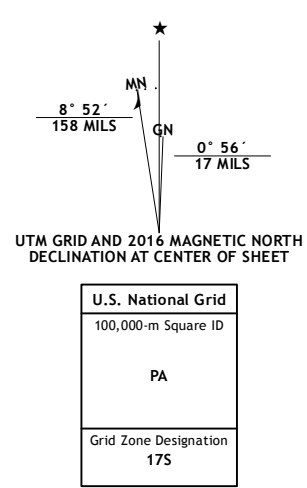 ★
MN
8° 52´
158 MILS
GN
0° 56´
17 MILS
UTM GRID AND 2016 MAGNETIC NORTH
DECLINATION AT CENTER OF SHEET
U.S. National Grid
100,000-m Square ID
PA
Grid Zone Designation
17S